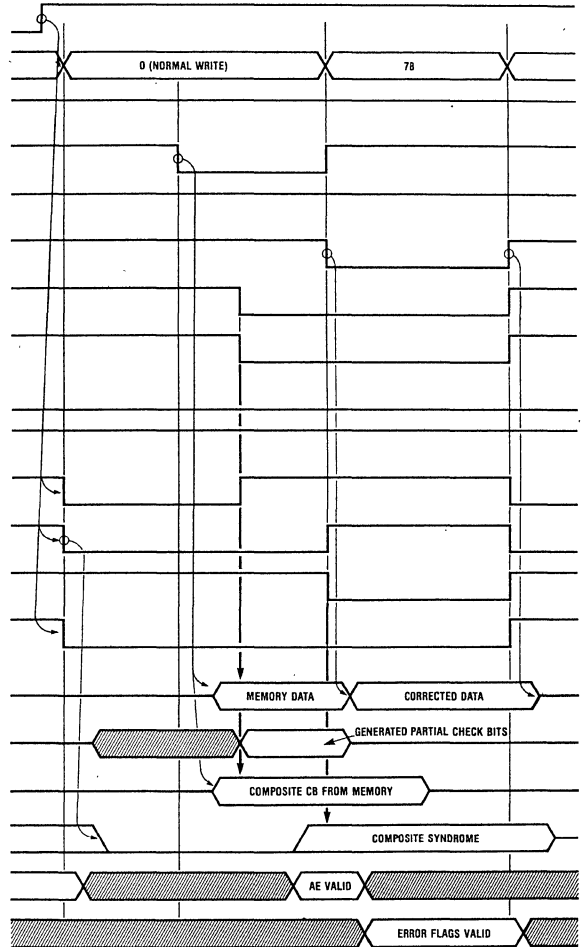 0 (NORMAL WRITE) 78
MEMORY DATA CORRECTED DATA
GENERATED PARTIAL CHECK BITS
COMPOSITE CB FROM MEMORY
COMPOSITE SYNDROME
AE VALID
ERROR FLAGS VALID